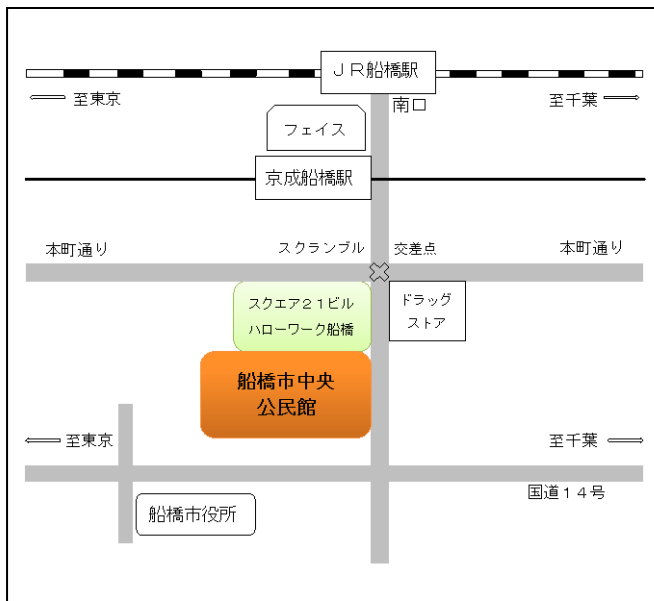 ＪＲ船橋駅
至東京
南口
至千葉
フェイス
京成船橋駅
本町通り
スクランブル
交差点
本町通り
スクエア２１ビル
ハローワーク船橋
ドラッグ
ストア
船橋市中央
公民館
至東京
至千葉
国道１４号
船橋市役所